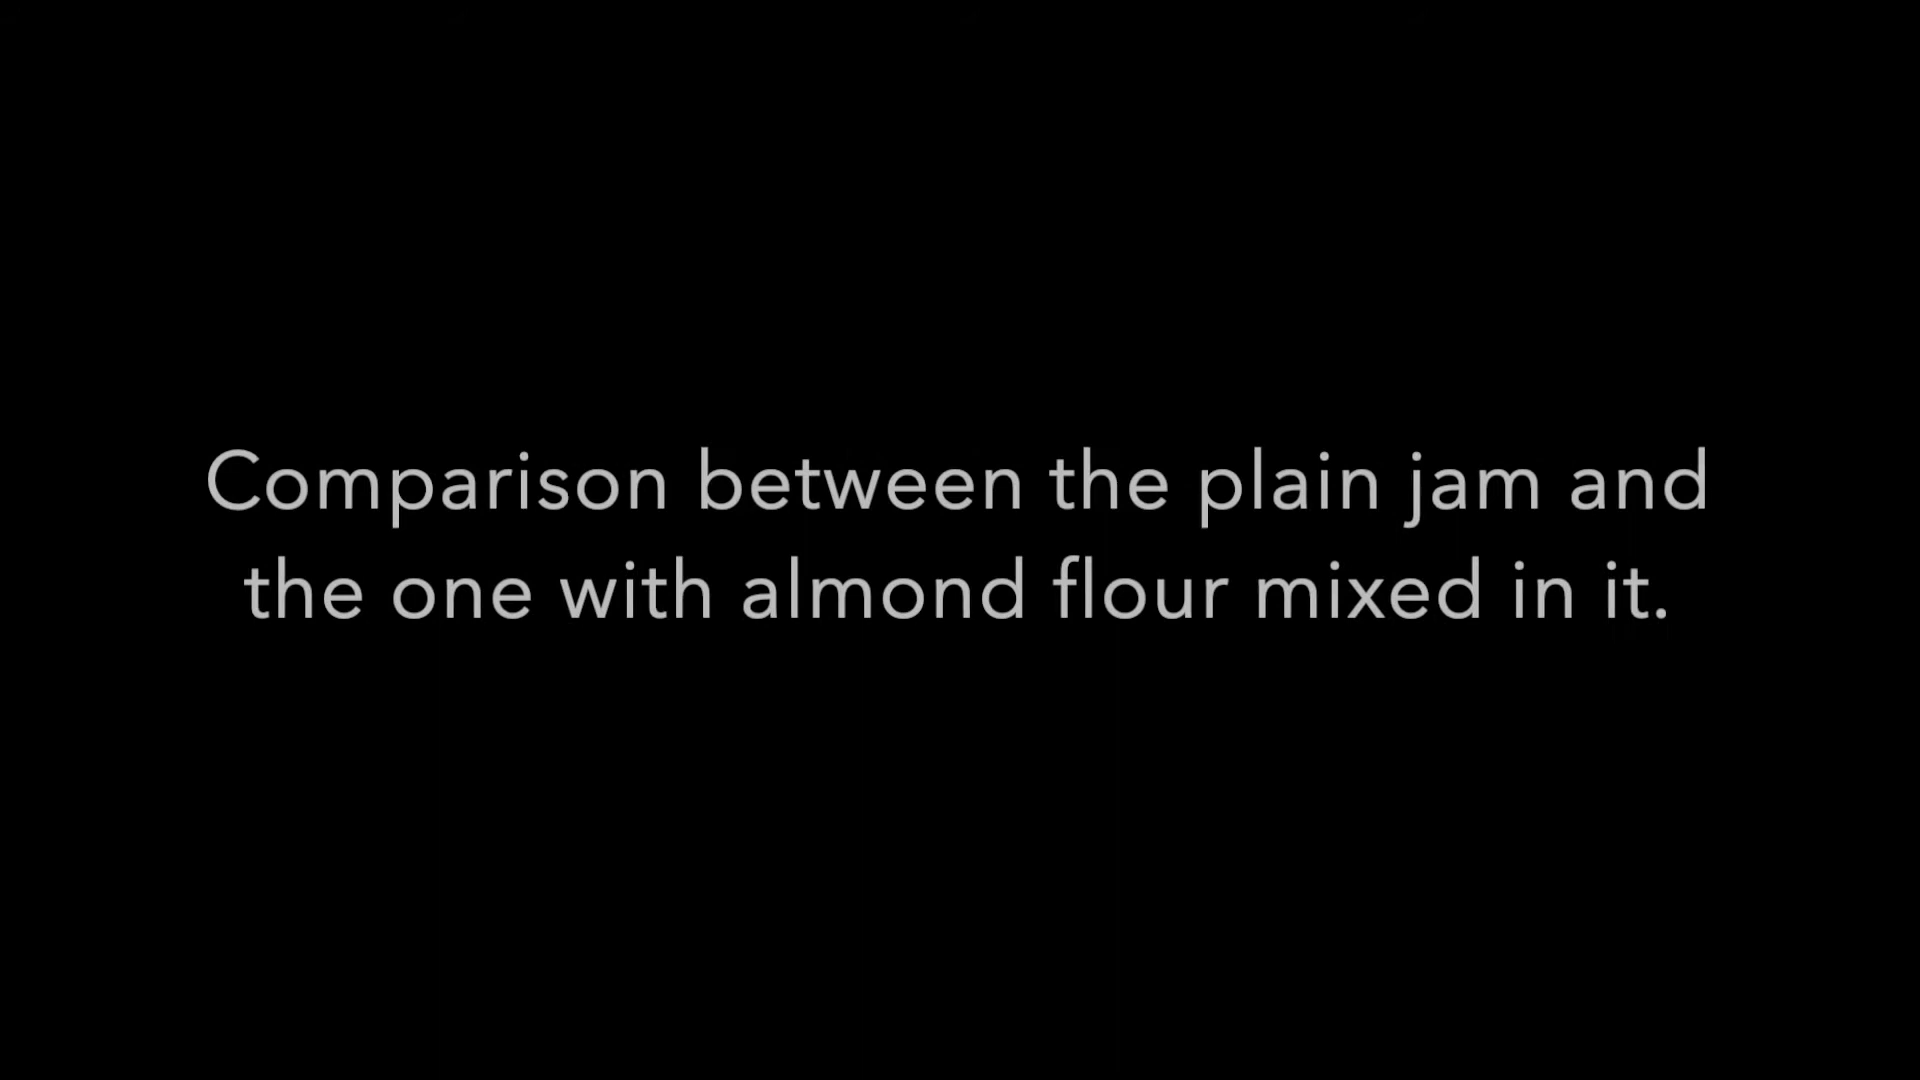 Comparison between the plain jam and
the one with almond flour mixed in it.